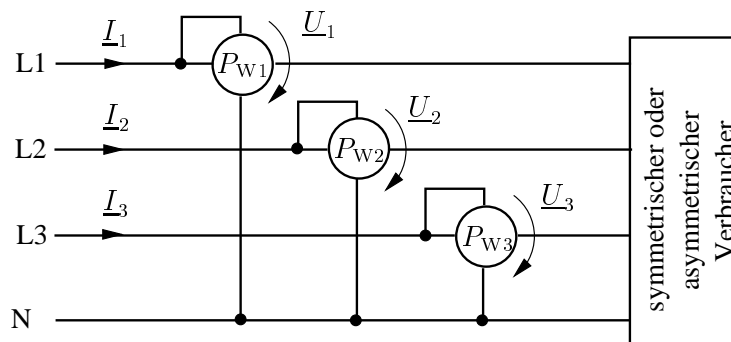 I1 U1
L1 PW1
I2 U2
L2 PW2
I3 U3
L3 PW3
N
symmetrischer oder
asymmetrischer
Verbraucher